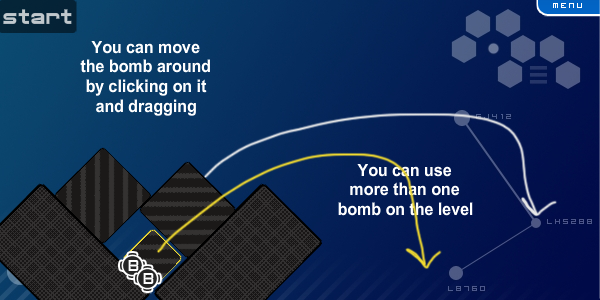 start
MENU
You can move
the bomb around
by clicking on it
and dragging
You can use
more than one
bomb on the level
LH5288
L8760
B
B